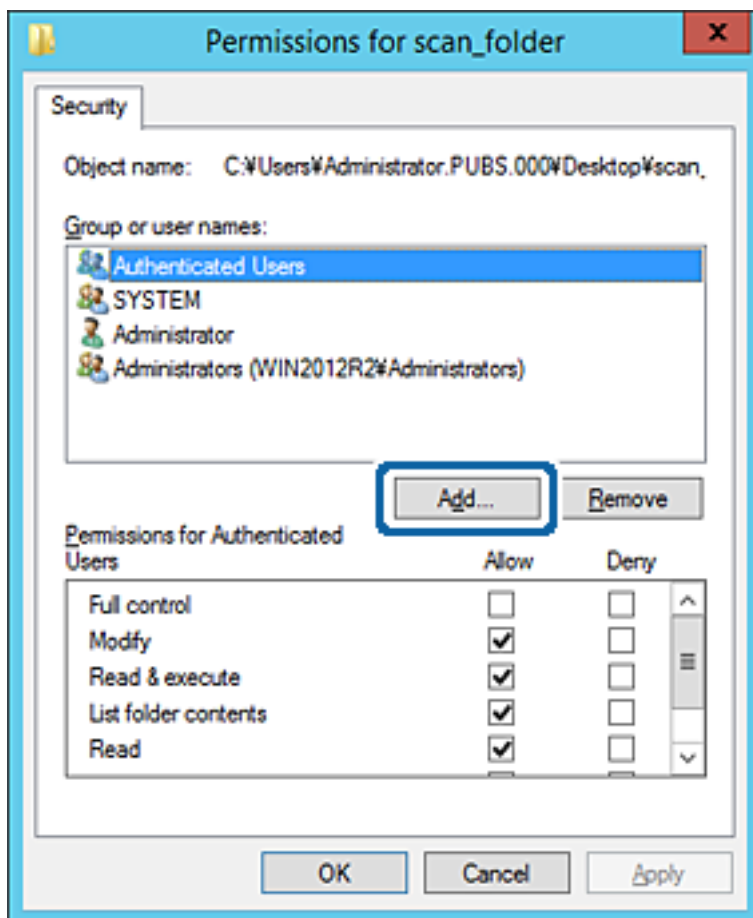 Permissions for scan_folder
x
Security
Object name: C:¥Users¥Administrator.PUBS.000¥Desktop¥scan_
Group or user names:
Authenticated Users
SYSTEM
Administrator
Administrators (WIN2012R2¥Administrators)
Add... Remove
Permissions for Authenticated
Users Allow Deny
Full control
Modify
Read & execute
List folder contents
Read
OK Cancel Apply